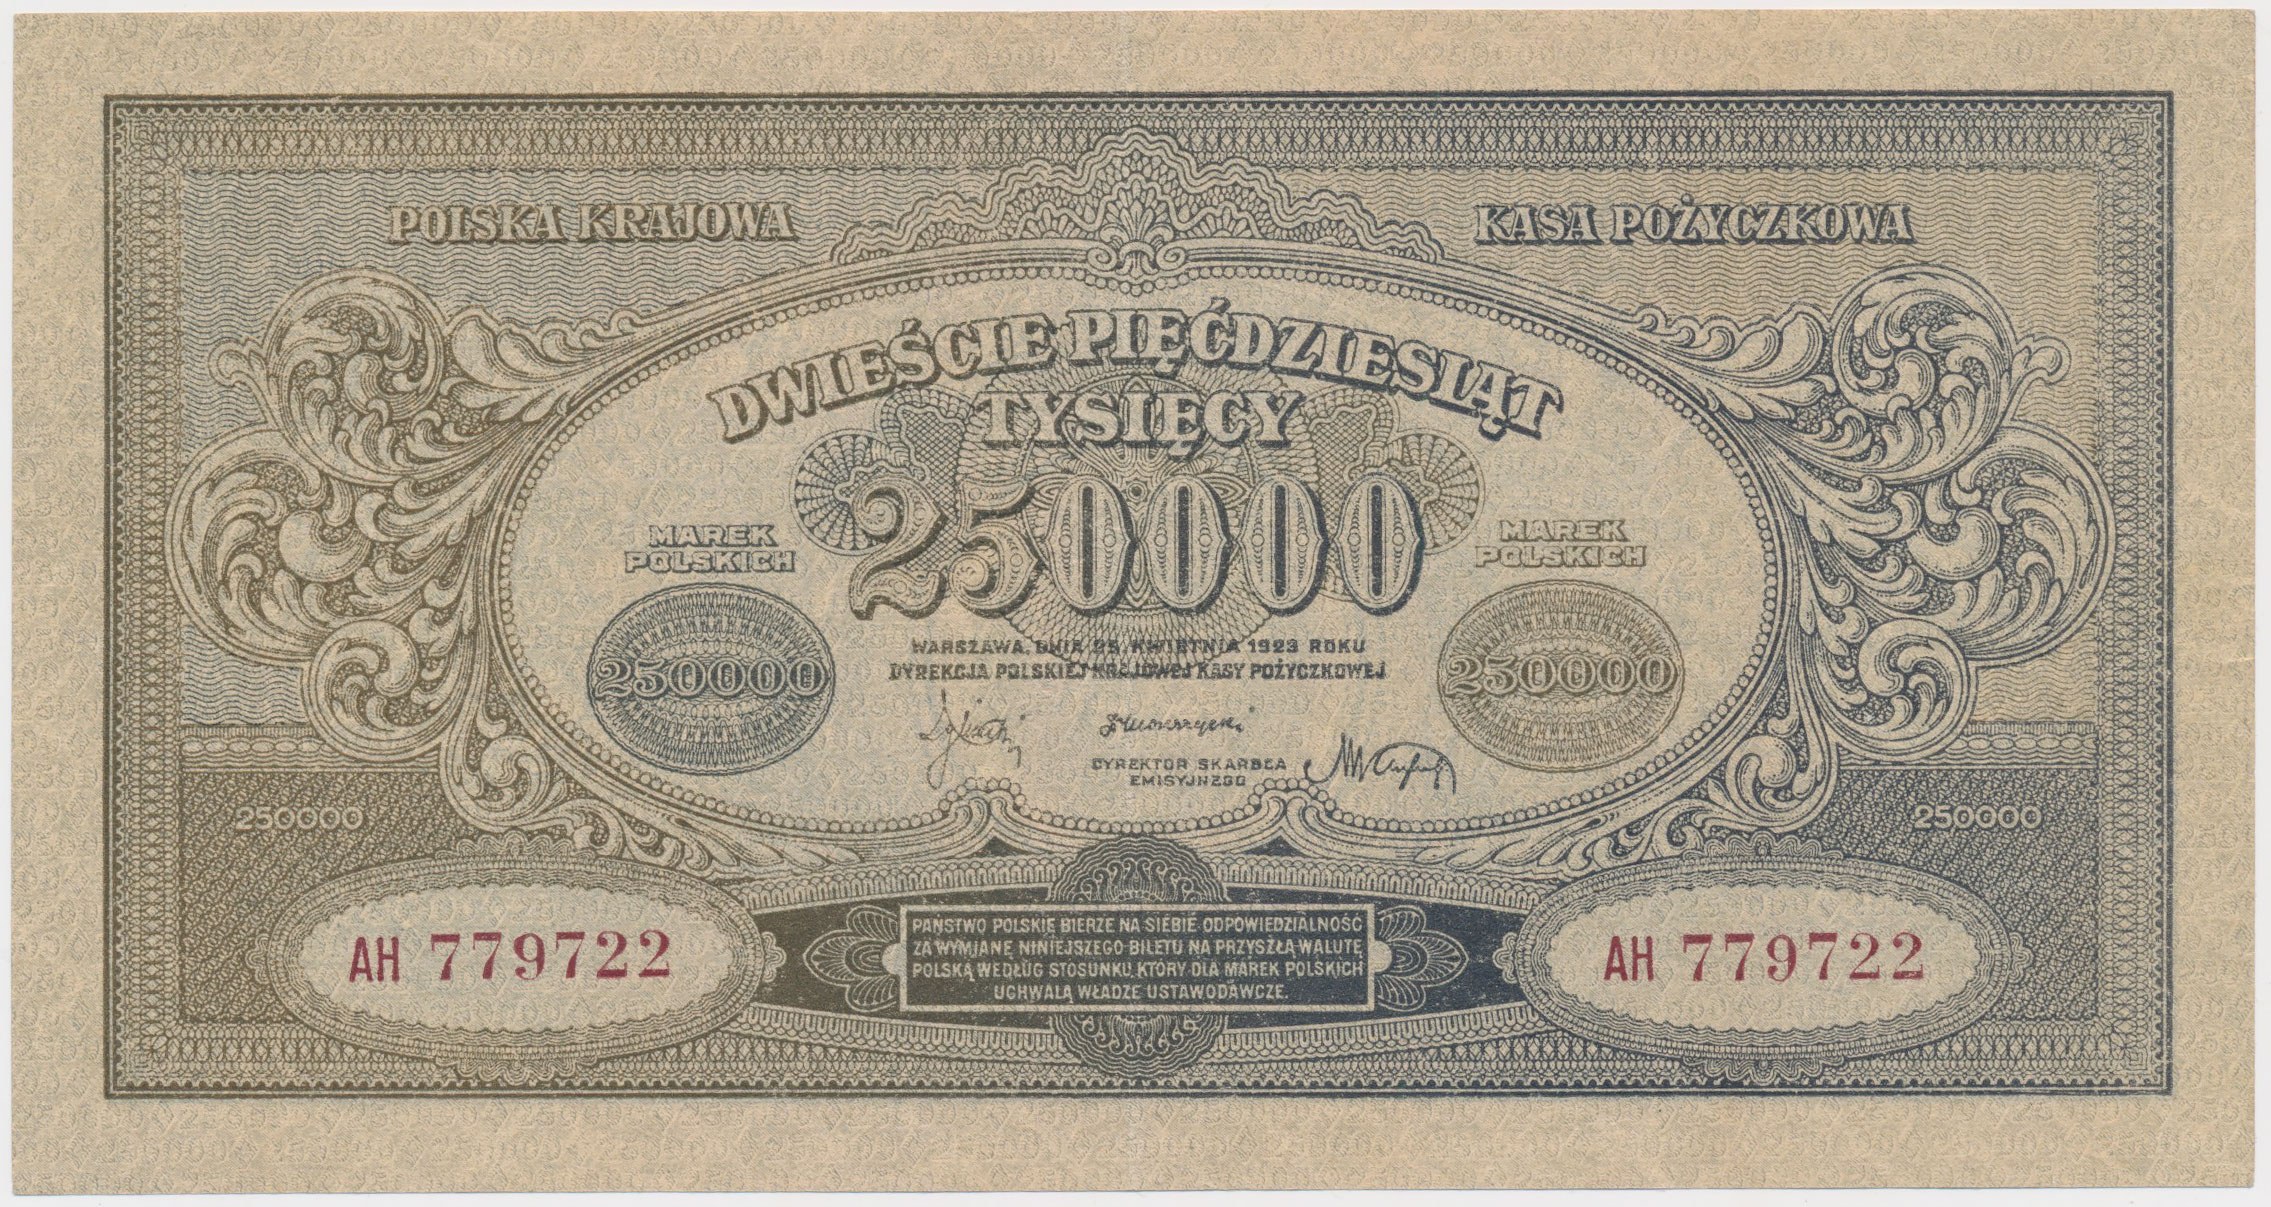 POLSKA KRAJOWA
KASA POŻYCZKOWA
DWIEŚCIE PIĘĆDZIESIĄT
TYSIĘCY
250000
MAREK
POLSKICH
250000
MAREK
POLSKICH
250000
WARSZAWA, DNIA 25 KWIETNIA 1923 ROKU
DYREKCJA POLSKIEJ KRAJOWEJ KASY POŻYCZKOWEJ
DYREKTOR SKARBCA
EMISYJNEGO
250000
250000
AH 779722
PAŃSTWO POLSKIE BIERZE NA SIEBIE ODPOWIEDZIALNOŚĆ
ZA WYMIANĘ NINIEJSZEGO BILETU NA PRZYSZŁĄ WALUTĘ
POLSKĄ WEDŁUG STOSUNKU, KTÓRY DLA MAREK POLSKICH
UCHWALĄ WŁADZE USTAWODAWCZE.
AH 779722